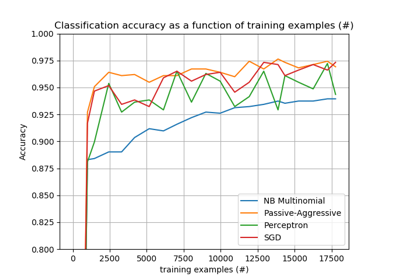 Classification accuracy as a function of training examples (#)
1.000
0.975
0.950
0.925
0.900
0.875
0.850
0.825
0.800
Accuracy
NB Multinomial
Passive-Aggressive
Perceptron
SGD
0 2500 5000 7500 10000 12500 15000 17500
training examples (#)